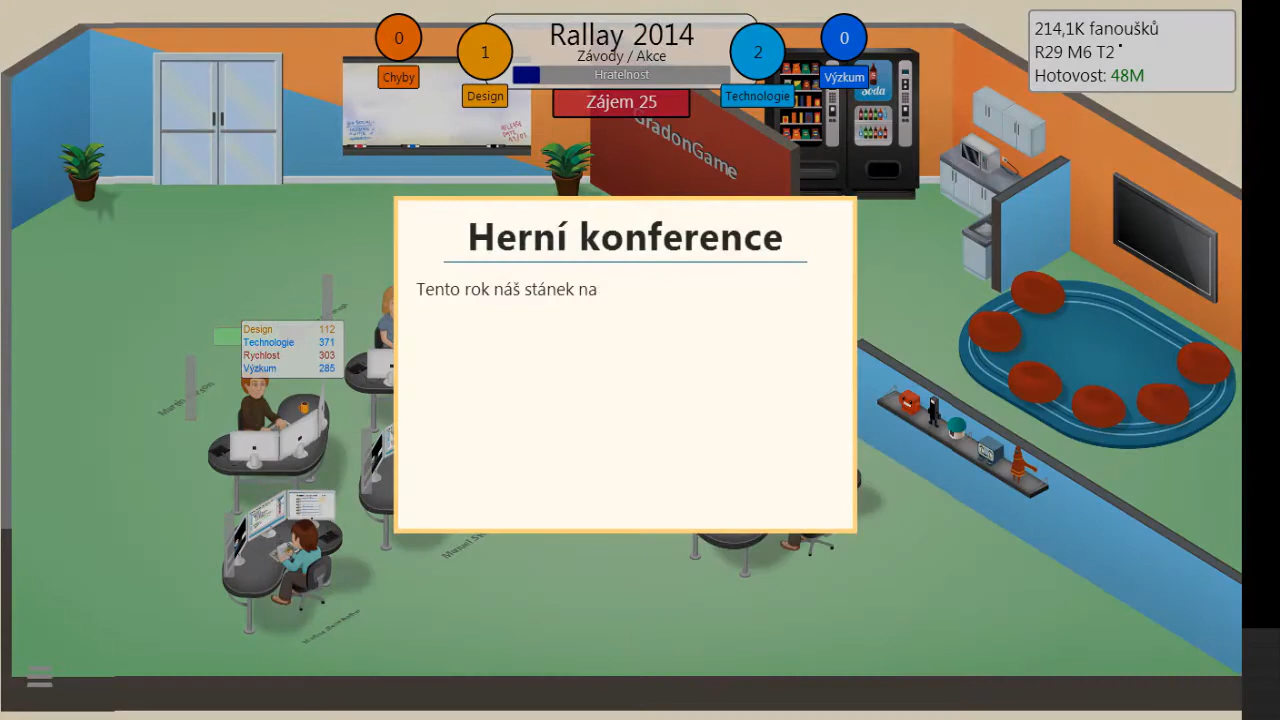 0
Chyby
1
Design
Rallay 2014
Závody / Akce
Hratelnost
Zájem 25
2
Technologie
0
Výzkum
214,1K fanoušků
R29 M6 T2
Hotovost: 48M
Soda
GradonGame
Herní konference
Tento rok náš stánek na
Design 112
Technologie 371
Rychlost 303
Výzkum 285